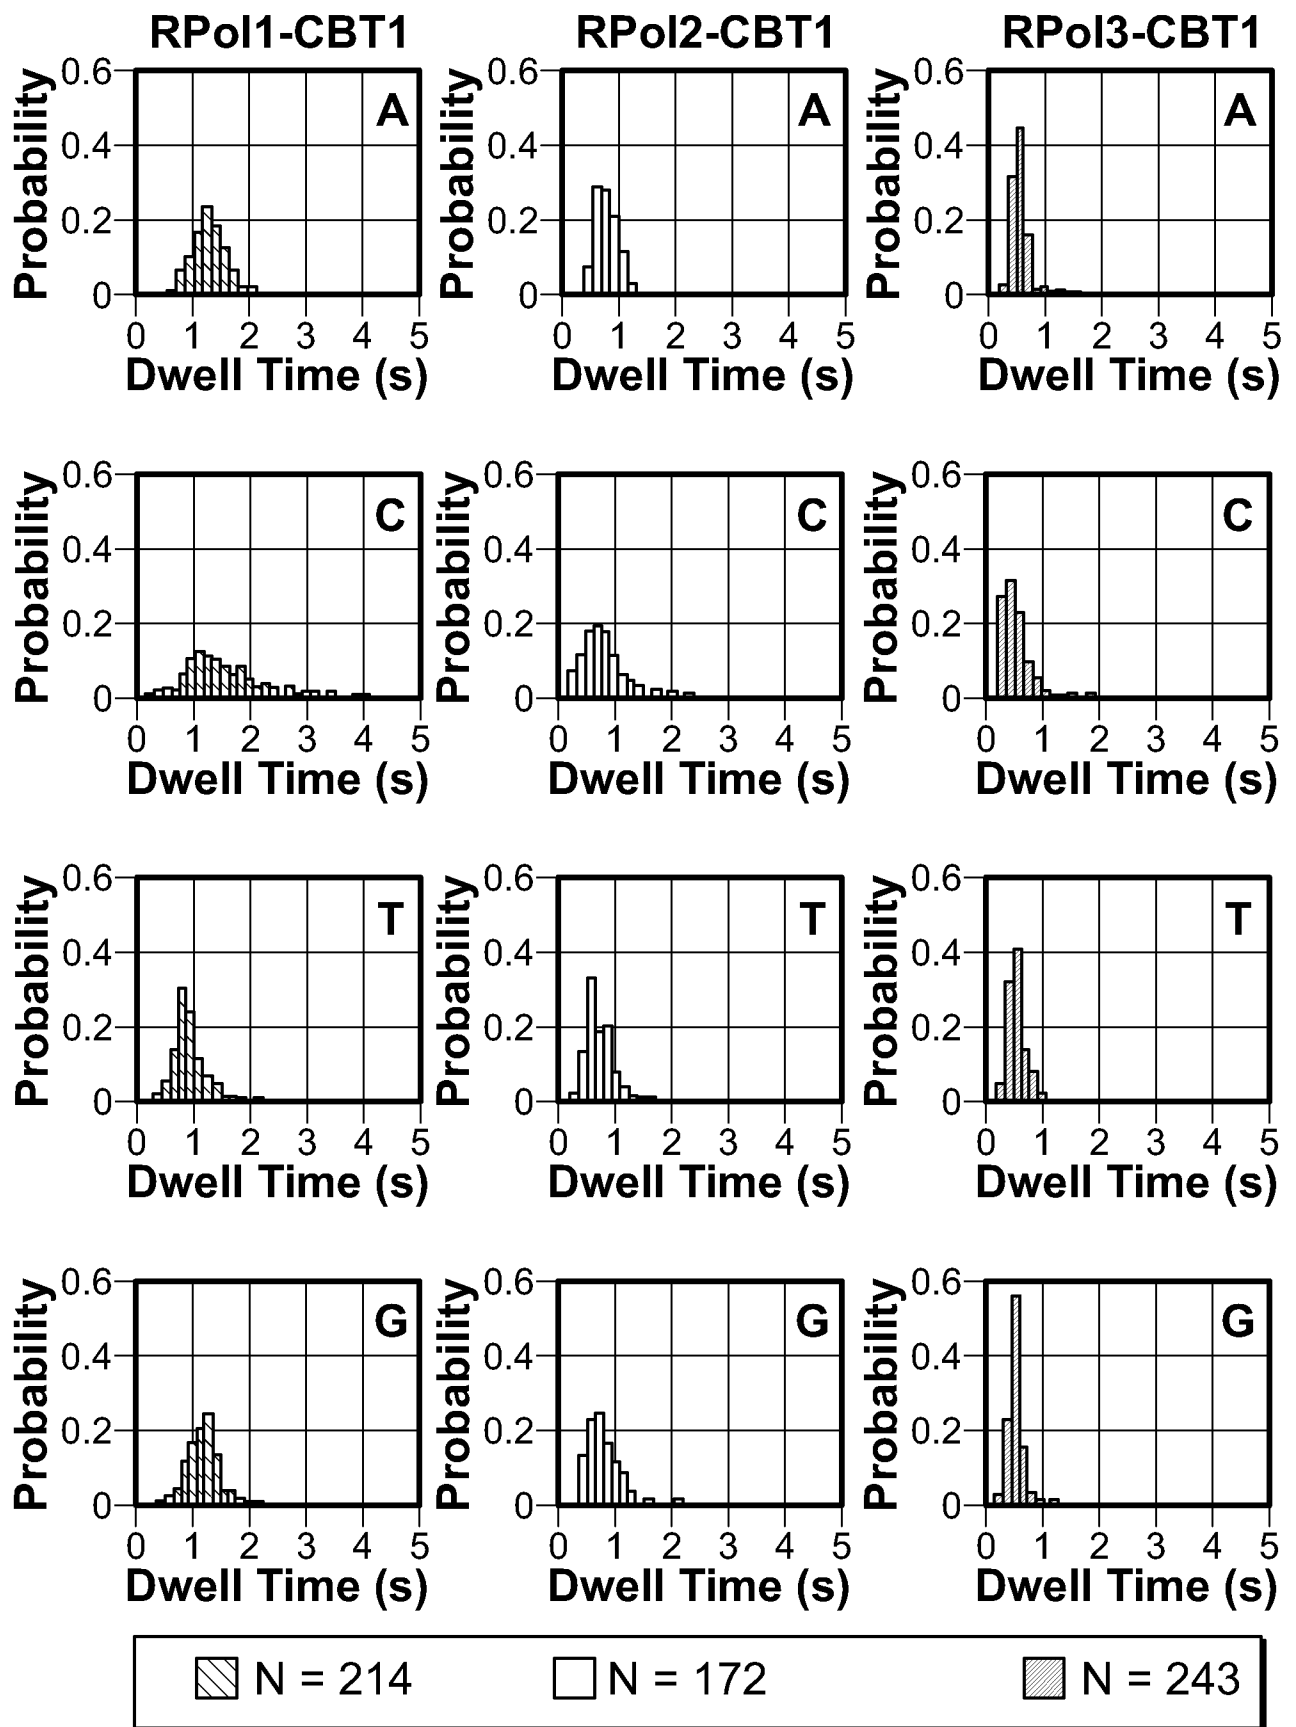 RPol1-CBT1 RPol2-CBT1 RPol3-CBT1
Probability 0.6 0.4 0.2 0 A Probability 0.6 0.4 0.2 0 A Probability 0.6 0.4 0.2 0 A
0 1 2 3 4 5 0 1 2 3 4 5 0 1 2 3 4 5
Dwell Time (s) Dwell Time (s) Dwell Time (s)
Probability 0.6 0.4 0.2 0 C Probability 0.6 0.4 0.2 0 C Probability 0.6 0.4 0.2 0 C
0 1 2 3 4 5 0 1 2 3 4 5 0 1 2 3 4 5
Dwell Time (s) Dwell Time (s) Dwell Time (s)
Probability 0.6 0.4 0.2 0 T Probability 0.6 0.4 0.2 0 T Probability 0.6 0.4 0.2 0 T
0 1 2 3 4 5 0 1 2 3 4 5 0 1 2 3 4 5
Dwell Time (s) Dwell Time (s) Dwell Time (s)
Probability 0.6 0.4 0.2 0 G Probability 0.6 0.4 0.2 0 G Probability 0.6 0.4 0.2 0 G
0 1 2 3 4 5 0 1 2 3 4 5 0 1 2 3 4 5
Dwell Time (s) Dwell Time (s) Dwell Time (s)
N = 214 N = 172 N = 243